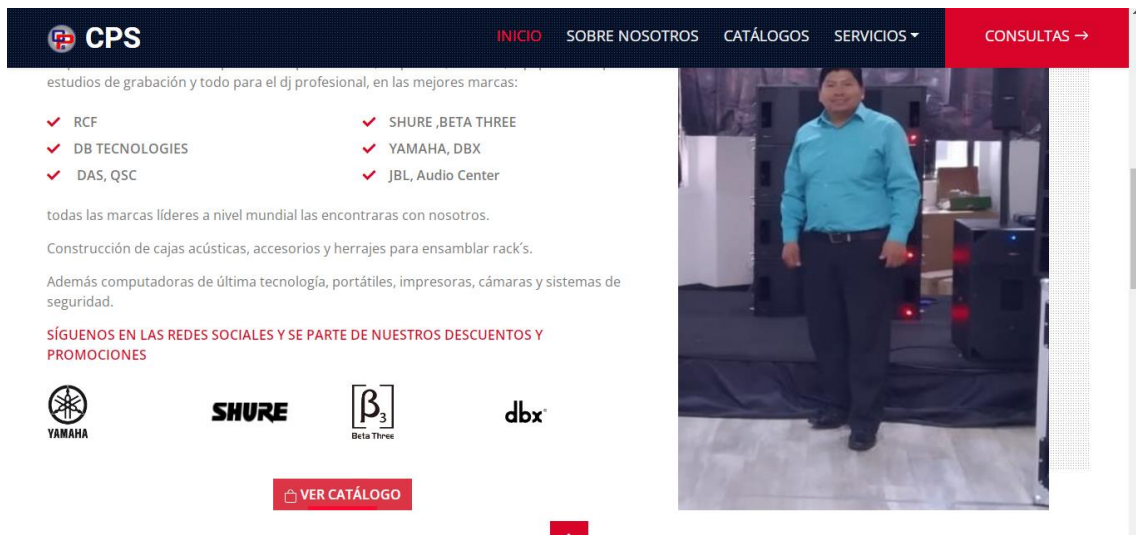 CPS
INICIO SOBRE NOSOTROS CATÁLOGOS SERVICIOS CONSULTAS →
estudios de grabación y todo para el dj profesional, en las mejores marcas:
RCF
SHURE ,BETA THREE
DB TECNOLOGIES
YAMAHA, DBX
DAS, QSC
JBL, Audio Center
todas las marcas líderes a nivel mundial las encontraras con nosotros.
Construcción de cajas acústicas, accesorios y herrajes para ensamblar rack´s.
Además computadoras de última tecnología, portátiles, impresoras, cámaras y sistemas de
seguridad.
SÍGUENOS EN LAS REDES SOCIALES Y SE PARTE DE NUESTROS DESCUENTOS Y
PROMOCIONES
YAMAHA
SHURE
β3
Beta Three
dbx
VER CATÁLOGO